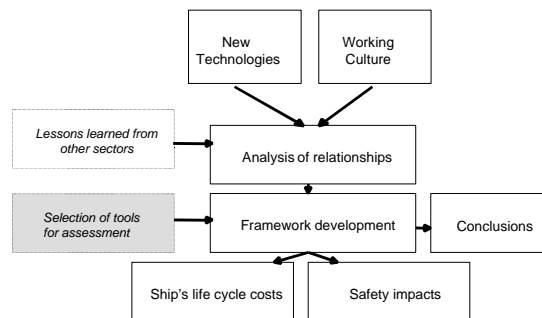 New
Technologies
Working
Culture
Lessons learned from
other sectors
Analysis of relationships
Selection of tools
for assessment
Framework development
Conclusions
Ship's life cycle costs
Safety impacts